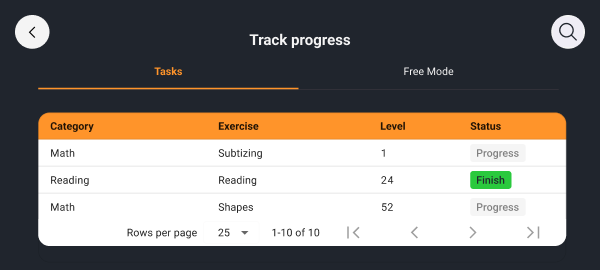 Track progress
Tasks Free Mode
Category Exercise Level Status
Math Subtizing 1 Progress
Reading Reading 24 Finish
Math Shapes 52 Progress
Rows per page 25 1-10 of 10